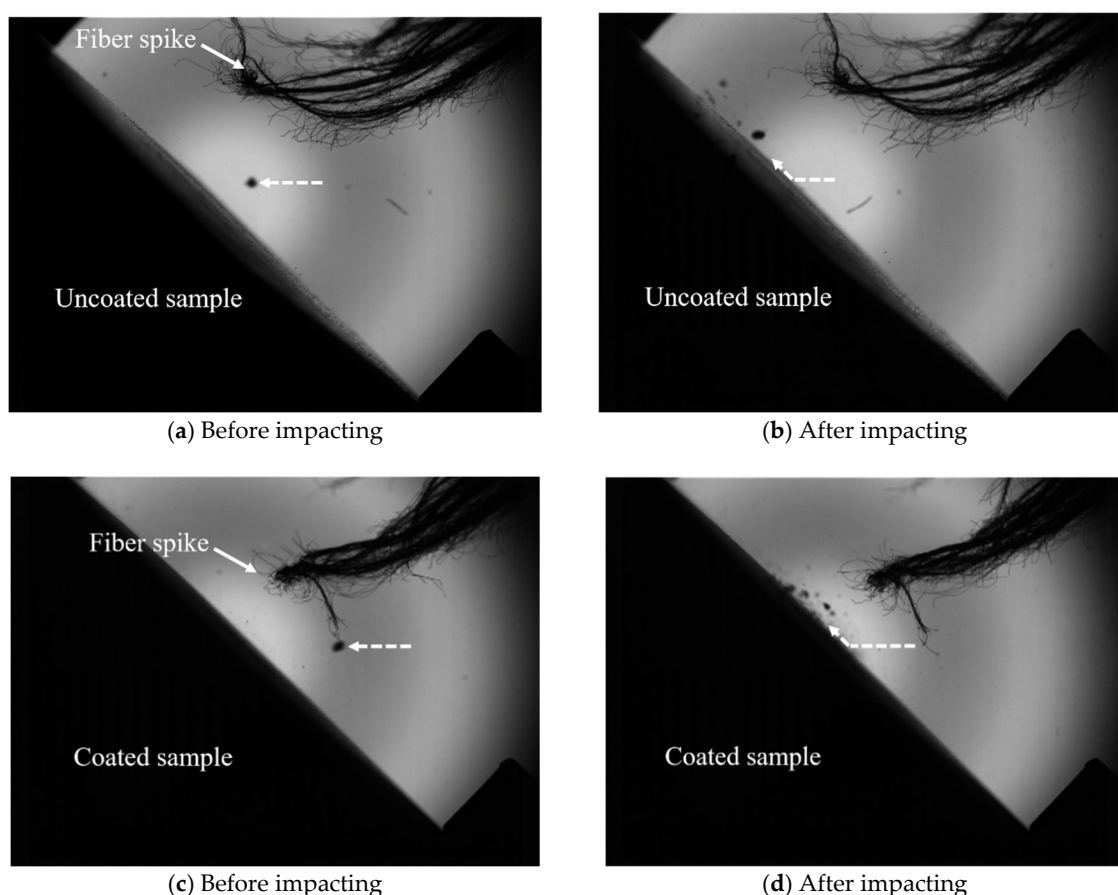 Fiber spike
Uncoated sample
Uncoated sample
(a) Before impacting
(b) After impacting
Fiber spike
Coated sample
Coated sample
(c) Before impacting
(d) After impacting